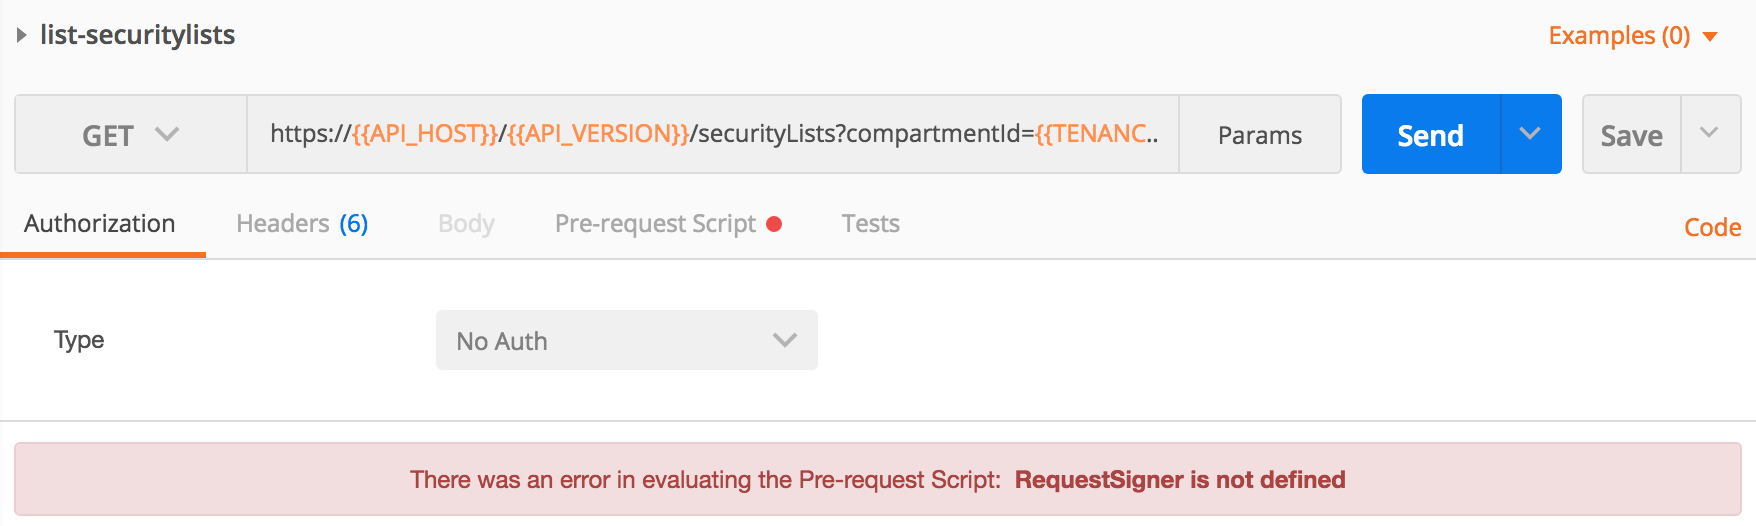 list-securitylists
Examples (0)
GET
https://{{API_HOST}}/{{API_VERSION}}/securityLists?compartmentId={{TENANC..
Params
Send
Save
Authorization
Headers (6)
Body
Pre-request Script
Tests
Code
Type
No Auth
There was an error in evaluating the Pre-request Script: RequestSigner is not defined